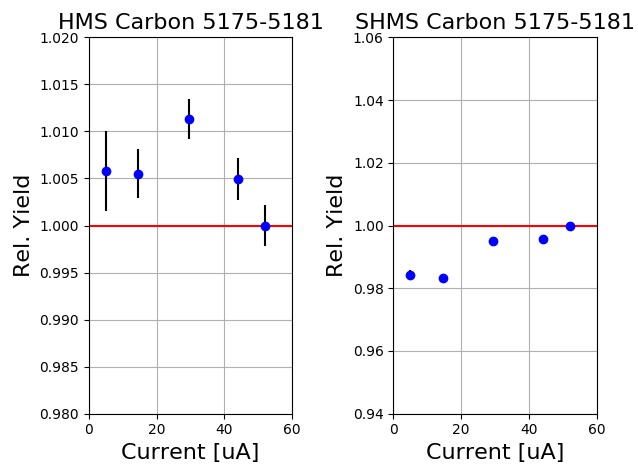 HMS Carbon 5175-5181
1.020
1.015
1.010
1.005
1.000
0.995
0.990
0.985
0.980
Rel. Yield
0 20 40 60
Current [uA]
SHMS Carbon 5175-5181
1.06
1.04
1.02
1.00
0.98
0.96
0.94
Rel. Yield
0 20 40 60
Current [uA]